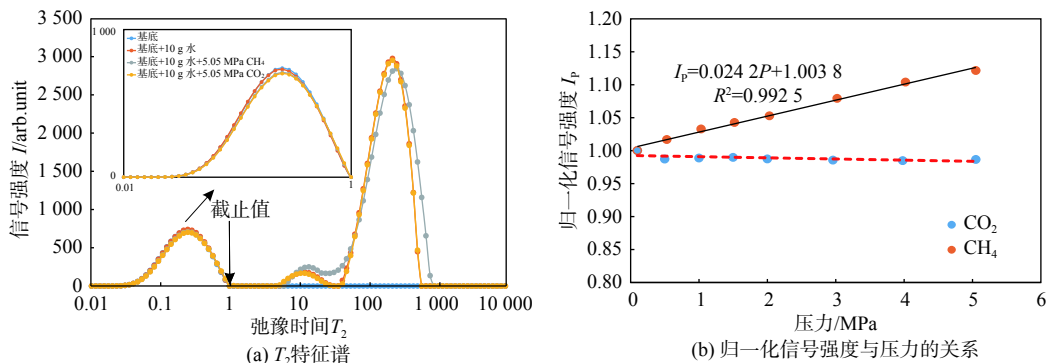 3 500
3 000
2 500
2 000
1 500
1 000
500
0
0.01
0.1
1
10
100
1 000
10 000
信号强度 I/arb.unit
弛豫时间T₂
1 000
0
0.01
1
基底
基底+10 g 水
基底+10 g 水+5.05 MPa CH₄
基底+10 g 水+5.05 MPa CO₂
截止值
(a) T₂特征谱
1.20
1.15
1.10
1.05
1.00
0.95
0.90
0.85
0.80
0
1
2
3
4
5
6
归一化信号强度 Iₚ
压力/MPa
Iₚ=0.024 2P+1.003 8
R²=0.992 5
CO₂
CH₄
(b) 归一化信号强度与压力的关系